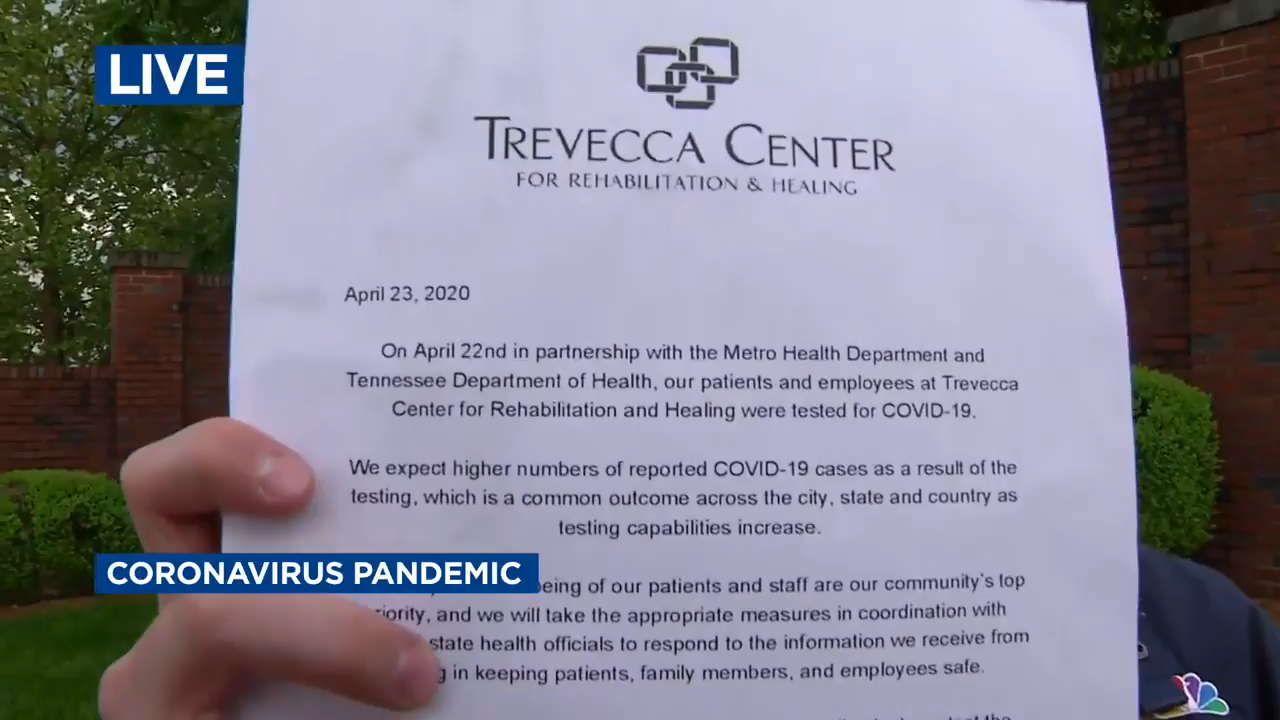 LIVE
TREVECCA CENTER
FOR REHABILITATION & HEALING
April 23, 2020
On April 22nd in partnership with the Metro Health Department and
Tennessee Department of Health, our patients and employees at Trevecca
Center for Rehabilitation and Healing were tested for COVID-19.
We expect higher numbers of reported COVID-19 cases as a result of the
testing, which is a common outcome across the city, state and country as
testing capabilities increase.
CORONAVIRUS PANDEMIC
of our patients and staff are our community's top
and we will take the appropriate measures in coordination with
state health officials to respond to the information we receive from
in keeping patients, family members, and employees safe.